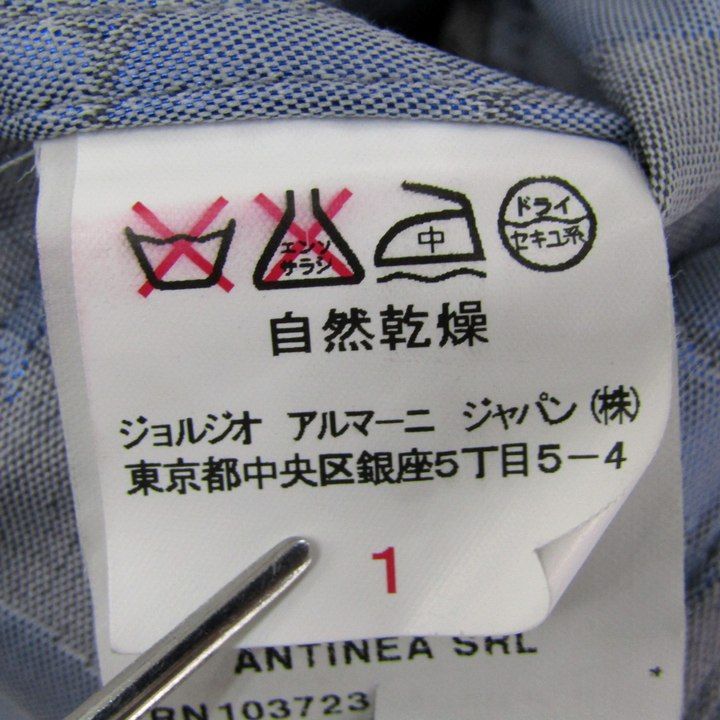 エンソ
サラシ
中
ドライ
セキユ系
自然乾燥
ジョルジオ アルマーニ ジャパン(株)
東京都中央区銀座5丁目5-4
1
ANTINEA SRL
RN103723